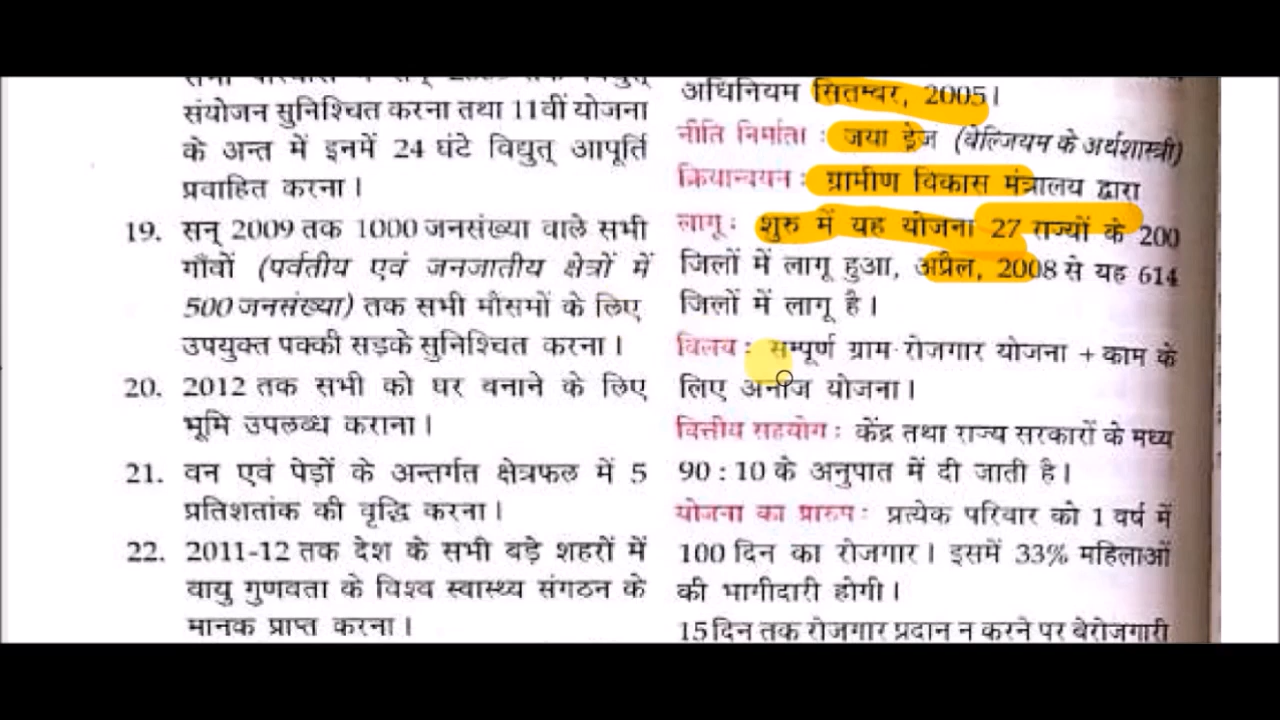 संयोजन सुनिश्चित करना तथा 11वीं योजना
के अन्त में इनमें 24 घंटे विद्युत् आपूर्ति
प्रवाहित करना।
19. सन् 2009 तक 1000 जनसंख्या वाले सभी
गाँवों (पर्वतीय एवं जनजातीय क्षेत्रों में
500 जनसंख्या) तक सभी मौसमों के लिए
उपयुक्त पक्की सड़के सुनिश्चित करना।
20. 2012 तक सभी को घर बनाने के लिए
भूमि उपलब्ध कराना।
21. वन एवं पेड़ों के अन्तर्गत क्षेत्रफल में 5
प्रतिशतांक की वृद्धि करना।
22. 2011-12 तक देश के सभी बड़े शहरों में
वायु गुणवता के विश्व स्वास्थ्य संगठन के
मानक प्राप्त करना।
अधिनियम सितम्बर, 2005।
नीति निर्माता : जया ड्रेज (बेल्जियम के अर्थशास्त्री)
क्रियान्वयन : ग्रामीण विकास मंत्रालय द्वारा
लागू : शुरु में यह योजना 27 राज्यों के 200
जिलों में लागू हुआ, अप्रैल, 2008 से यह 614
जिलों में लागू है।
विलय : सम्पूर्ण ग्राम रोजगार योजना + काम के
लिए अनाज योजना।
वित्तीय सहयोग : केंद्र तथा राज्य सरकारों के मध्य
90 : 10 के अनुपात में दी जाती है।
योजना का प्रारुप : प्रत्येक परिवार को 1 वर्ष में
100 दिन का रोजगार। इसमें 33% महिलाओं
की भागीदारी होगी।
15 दिन तक रोजगार प्रदान न करने पर बेरोजगारी